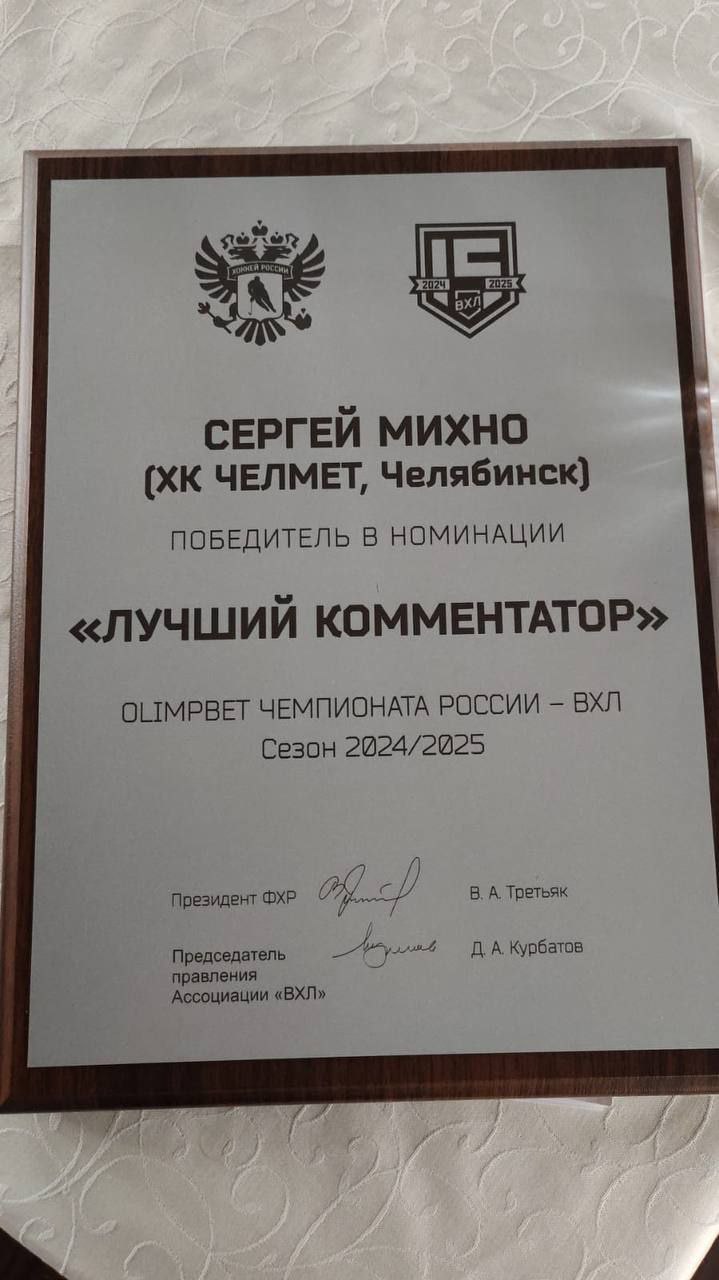 ХОККЕЙ РОССИИ
15
2024 2025
ВХЛ
СЕРГЕЙ МИХНО
(ХК ЧЕЛМЕТ, Челябинск)
ПОБЕДИТЕЛЬ В НОМИНАЦИИ
«ЛУЧШИЙ КОММЕНТАТОР»
OLIMPBET ЧЕМПИОНАТА РОССИИ – ВХЛ
Сезон 2024/2025
Президент ФХР В. А. Третьяк
Председатель Д. А. Курбатов
правления
Ассоциации «ВХЛ»